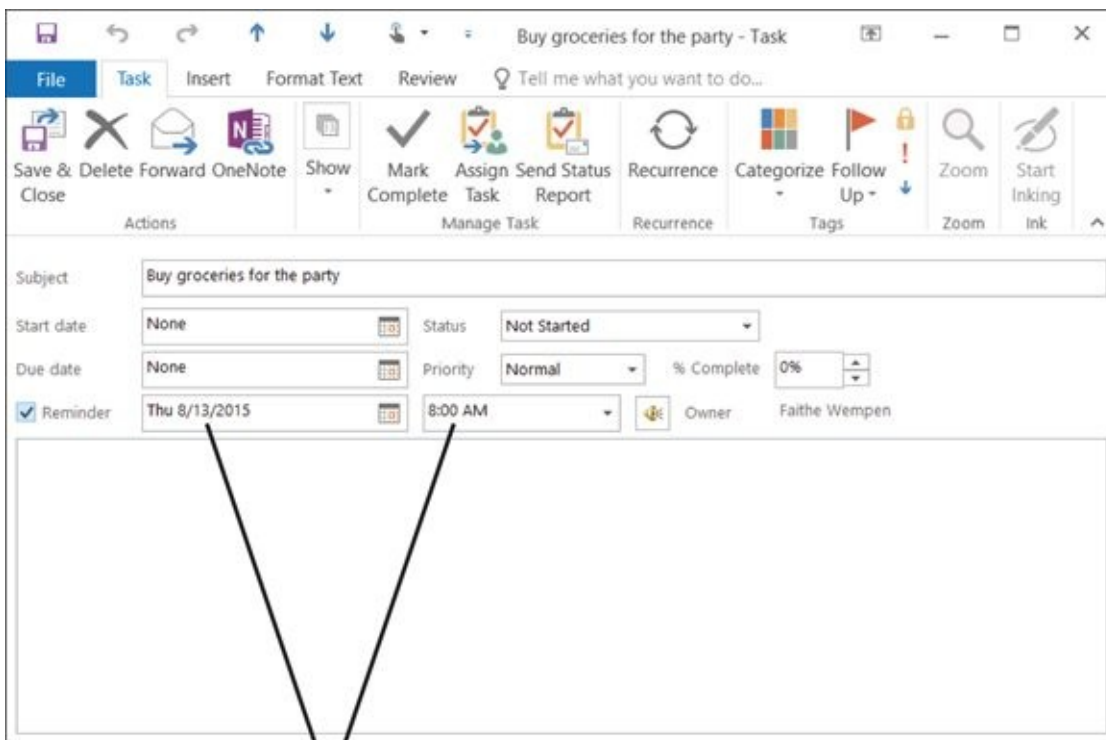 Buy groceries for the party - Task
File Task Insert Format Text Review Tell me what you want to do...
Save & Close Delete Forward OneNote Show Mark Complete Assign Task Send Status Report Recurrence Categorize Follow Up Zoom Start Inking
Actions Manage Task Recurrence Tags Zoom Ink
Subject Buy groceries for the party
Start date None Status Not Started
Due date None Priority Normal % Complete 0%
Reminder Thu 8/13/2015 8:00 AM Owner Faithe Wempen